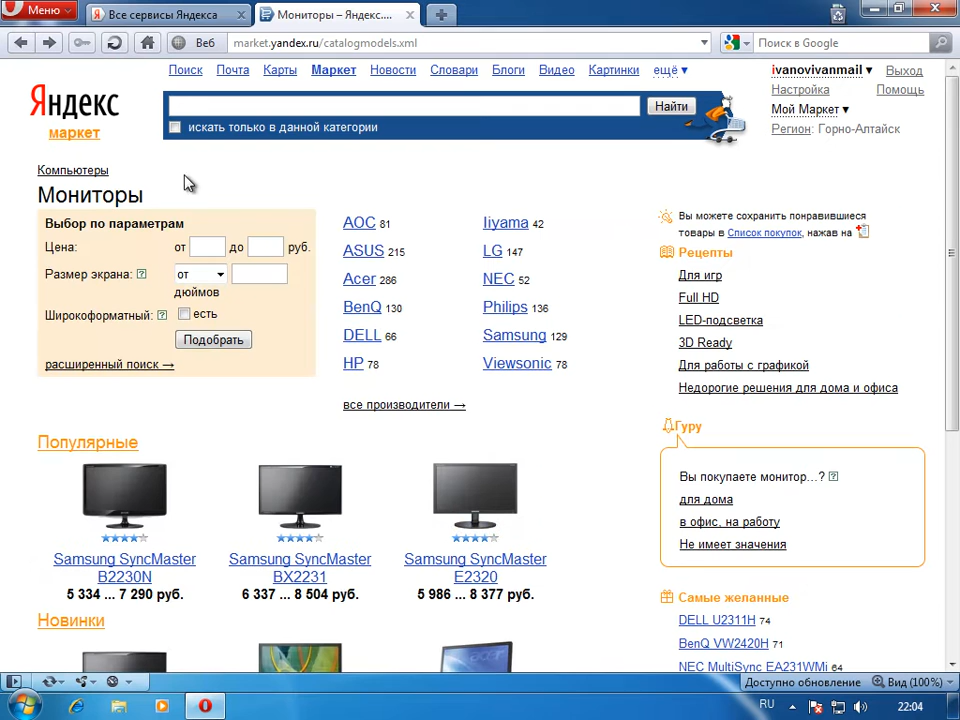 Меню
Все сервисы Яндекса
Мониторы – Яндекс....
Веб
market.yandex.ru/catalogmodels.xml
Поиск в Google
Поиск Почта Карты Маркет Новости Словари Блоги Видео Картинки ещё ▼
ivanovivanmail ▼ Выход
Настройка Помощь
Мой Маркет ▼
Регион: Горно-Алтайск
Яндекс
маркет
Найти
искать только в данной категории
Компьютеры
Мониторы
Выбор по параметрам
Цена: от до руб.
Размер экрана: ? от
дюймов
Широкоформатный: ? есть
Подобрать
расширенный поиск →
AOC 81
ASUS 215
Acer 286
BenQ 130
DELL 66
HP 78
Iiyama 42
LG 147
NEC 52
Philips 136
Samsung 129
Viewsonic 78
все производители →
Вы можете сохранить понравившиеся
товары в Список покупок, нажав на
Рецепты
Для игр
Full HD
LED-подсветка
3D Ready
Для работы с графикой
Недорогие решения для дома и офиса
Гуру
Вы покупаете монитор...? ?
для дома
в офис, на работу
Не имеет значения
Популярные
Samsung SyncMaster
B2230N
5 334 ... 7 290 руб.
Samsung SyncMaster
BX2231
6 337 ... 8 504 руб.
Samsung SyncMaster
E2320
5 986 ... 8 377 руб.
Новинки
Самые желанные
DELL U2311H 74
BenQ VW2420H 71
NEC MultiSync EA231WMi 64
Доступно обновление
Вид (100%)
RU
22:04